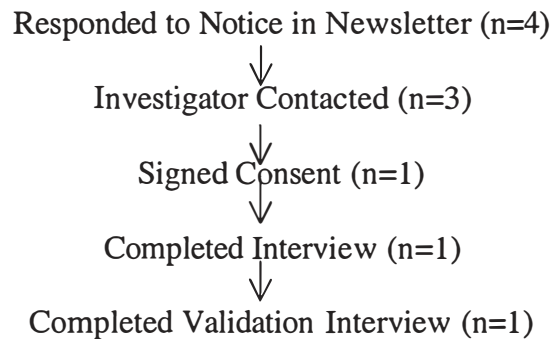 Responded to Notice in Newsletter (n=4)
Investigator Contacted (n=3)
Signed Consent (n=1)
Completed Interview (n=1)
Completed Validation Interview (n=1)